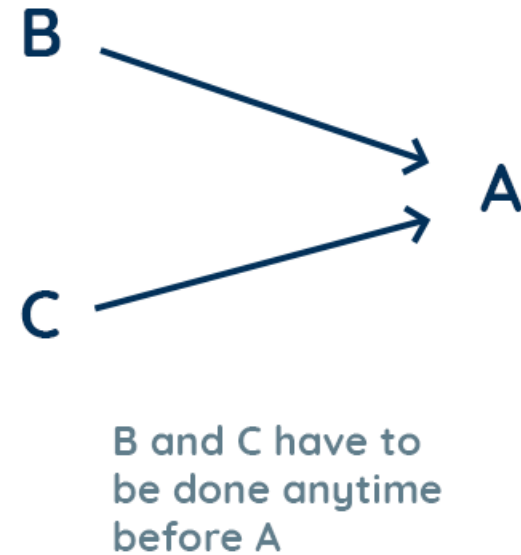 B
A
C
B and C have to
be done anytime
before A